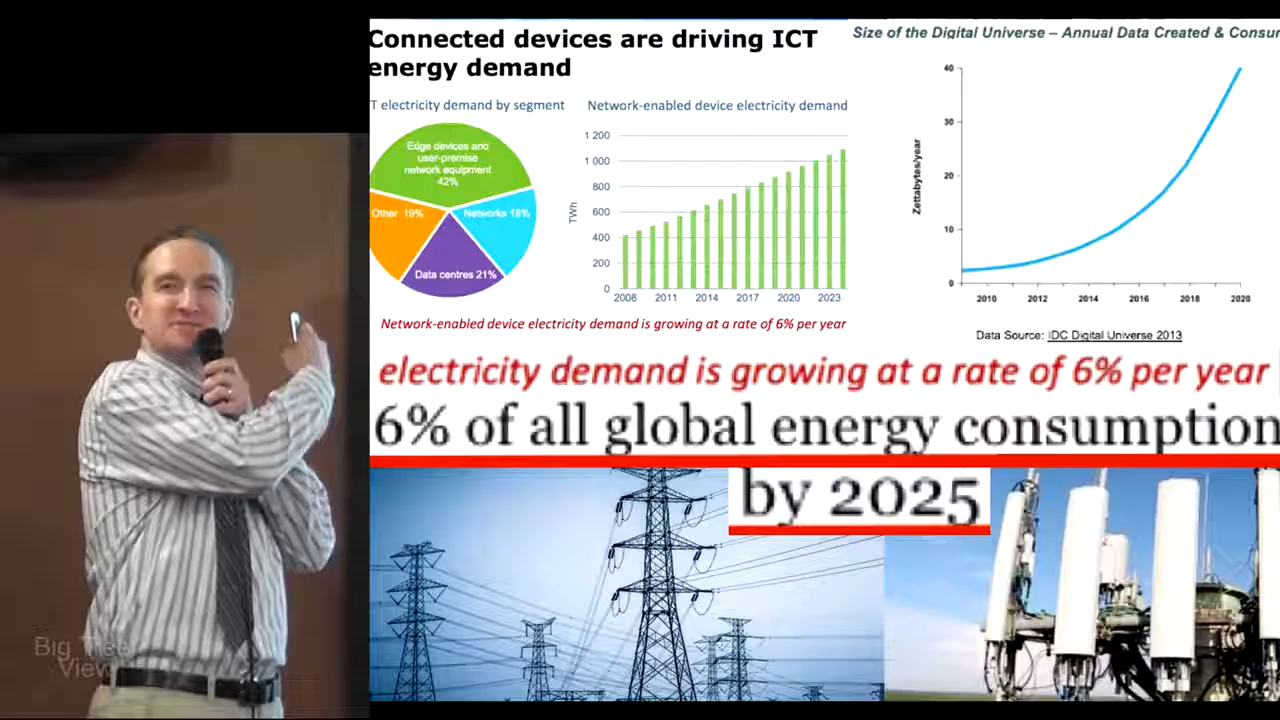 Connected devices are driving ICT
energy demand
T electricity demand by segment
Edge devices and
user-premise
network equipment
42%
Other 19%
Networks 18%
Data centres 21%
Network-enabled device electricity demand
1 200
1 000
800
600
400
200
0
TWh
2008 2011 2014 2017 2020 2023
Network-enabled device electricity demand is growing at a rate of 6% per year
Size of the Digital Universe – Annual Data Created & Consu
40
30
20
10
0
Zettabytes/year
2010 2012 2014 2016 2018 2020
Data Source: IDC Digital Universe 2013
electricity demand is growing at a rate of 6% per year
6% of all global energy consumption
by 2025
Big Tree
View